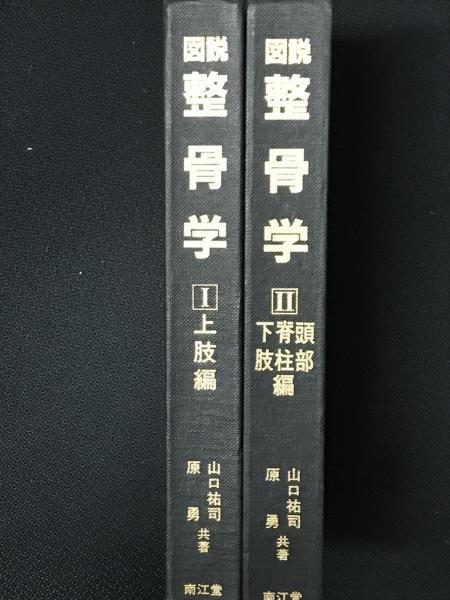 図説
整骨学
I
上肢編
山口祐司
原勇
共著
南江堂
図説
整骨学
II
頭部
脊柱
下肢
編
山口祐司
原勇
共著
南江堂